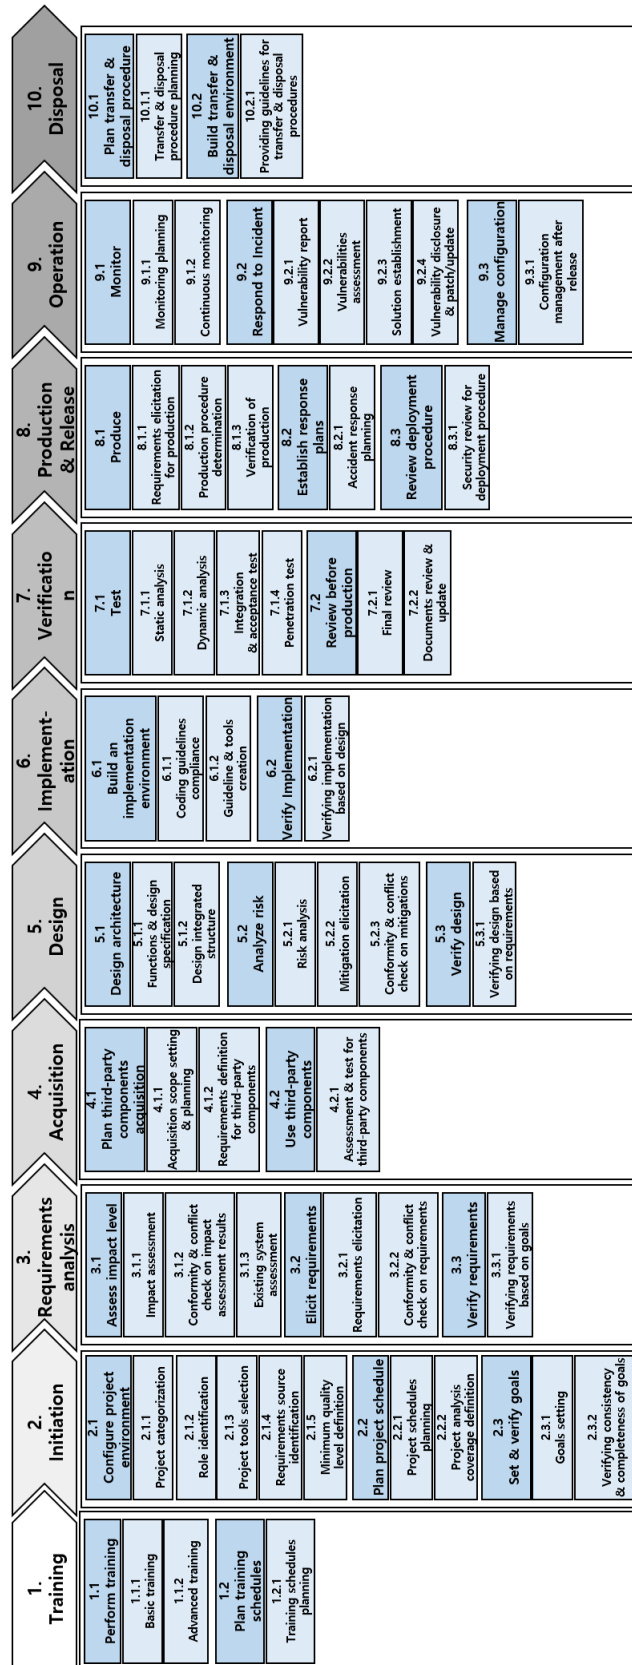 1.
Training
1.1
Perform training
1.1.1
Basic training
1.1.2
Advanced training
1.2
Plan training
schedules
1.2.1
Training schedules
planning
2.
Initiation
2.1
Configure project
environment
2.1.1
Project categorization
2.1.2
Role identification
2.1.3
Project tools selection
2.1.4
Requirements source
identification
2.1.5
Minimum quality
level definition
2.2
Plan project schedule
2.2.1
Project schedules
planning
2.2.2
Project analysis
coverage definition
2.3
Set & verify goals
2.3.1
Goals setting
2.3.2
Verifying consistency
& completeness of goals
3.
Requirements
analysis
3.1
Assess impact level
3.1.1
Impact assessment
3.1.2
Conformity & conflict
check on impact
assessment results
3.1.3
Existing system
assessment
3.2
Elicit requirements
3.2.1
Requirements elicitation
3.2.2
Conformity & conflict
check on requirements
3.3
Verify requirements
3.3.1
Verifying requirements
based on goals
4.
Acquisition
4.1
Plan third-party
components
acquisition
4.1.1
Acquisition scope setting
& planning
4.1.2
Requirements definition
for third-party
components
4.2
Use third-party
components
4.2.1
Assessment & test for
third-party components
5.
Design
5.1
Design architecture
5.1.1
Functions & design
specification
5.1.2
Design integrated
structure
5.2
Analyze risk
5.2.1
Risk analysis
5.2.2
Mitigation elicitation
5.2.3
Conformity & conflict
check on mitigations
5.3
Verify design
5.3.1
Verifying design based
on requirements
6.
Implement-
ation
6.1
Build an
implementation
environment
6.1.1
Coding guidelines
compliance
6.1.2
Guideline & tools
creation
6.2
Verify Implementation
6.2.1
Verifying implementation
based on design
7.
Verificatio
n
7.1
Test
7.1.1
Static analysis
7.1.2
Dynamic analysis
7.1.3
Integration
& acceptance test
7.1.4
Penetration test
7.2
Review before
production
7.2.1
Final review
7.2.2
Documents review &
update
8.
Production
& Release
8.1
Produce
8.1.1
Requirements elicitation
for production
8.1.2
Production procedure
determination
8.1.3
Verification of
production
8.2
Establish response
plans
8.2.1
Accident response
planning
8.3
Review deployment
procedure
8.3.1
Security review for
deployment procedure
9.
Operation
9.1
Monitor
9.1.1
Monitoring planning
9.1.2
Continuous monitoring
9.2
Respond to Incident
9.2.1
Vulnerability report
9.2.2
Vulnerabilities
assessment
9.2.3
Solution establishment
9.2.4
Vulnerability disclosure
& patch/update
9.3
Manage configuration
9.3.1
Configuration
management after
release
10.
Disposal
10.1
Plan transfer &
disposal procedure
10.1.1
Transfer & disposal
procedure planning
10.2
Build transfer &
disposal environment
10.2.1
Providing guidelines for
transfer & disposal
procedures